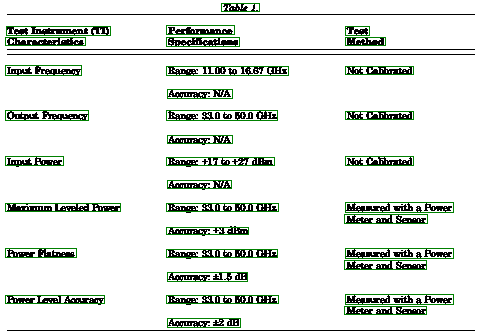 Table 1.
Test Instrument (TI) Performance Test
Characteristics Specifications Method
Input Frequency Range: 11.00 to 16.67 GHz Not Calibrated
Accuracy: N/A
Output Frequency Range: 33.0 to 50.0 GHz Not Calibrated
Accuracy: N/A
Input Power Range: +17 to +27 dBm Not Calibrated
Accuracy: N/A
Maximum Leveled Power Range: 33.0 to 50.0 GHz Measured with a Power
Meter and Sensor
Accuracy: +3 dBm
Power Flatness Range: 33.0 to 50.0 GHz Measured with a Power
Meter and Sensor
Accuracy: ±1.5 dB
Power Level Accuracy Range: 33.0 to 50.0 GHz Measured with a Power
Meter and Sensor
Accuracy: ±2 dB